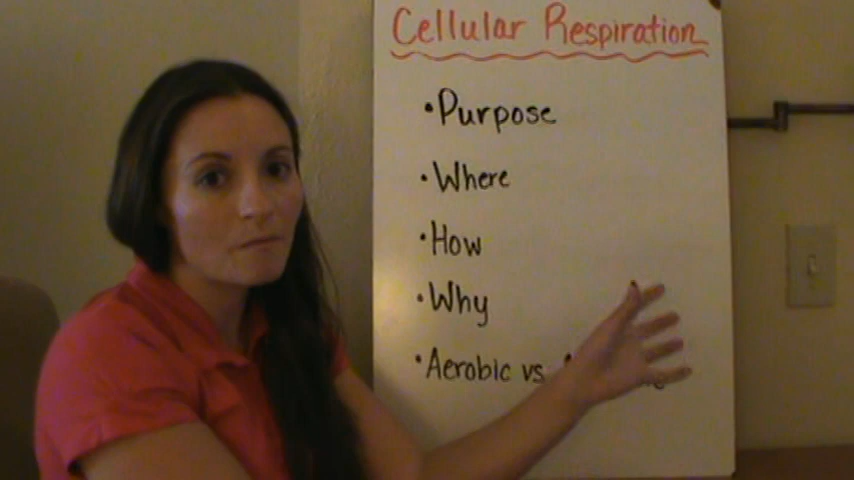 Cellular Respiration
• Purpose
• Where
• How
• Why
• Aerobic vs.